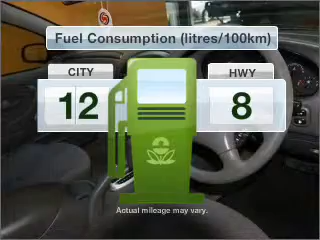 Fuel Consumption (litres/100km)
CITY HWY
12 8
Actual mileage may vary.